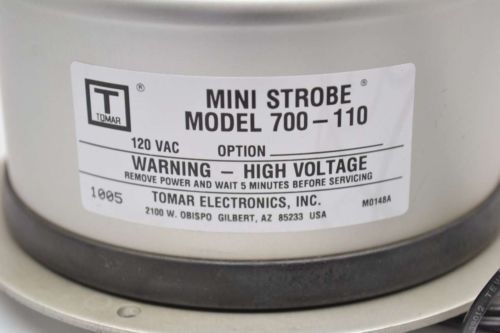 T ®
TOMAR
MINI STROBE ®
MODEL 700-110
120 VAC OPTION
WARNING - HIGH VOLTAGE
REMOVE POWER AND WAIT 5 MINUTES BEFORE SERVICING
1005 TOMAR ELECTRONICS, INC. M0148A
2100 W. OBISPO GILBERT, AZ 85233 USA